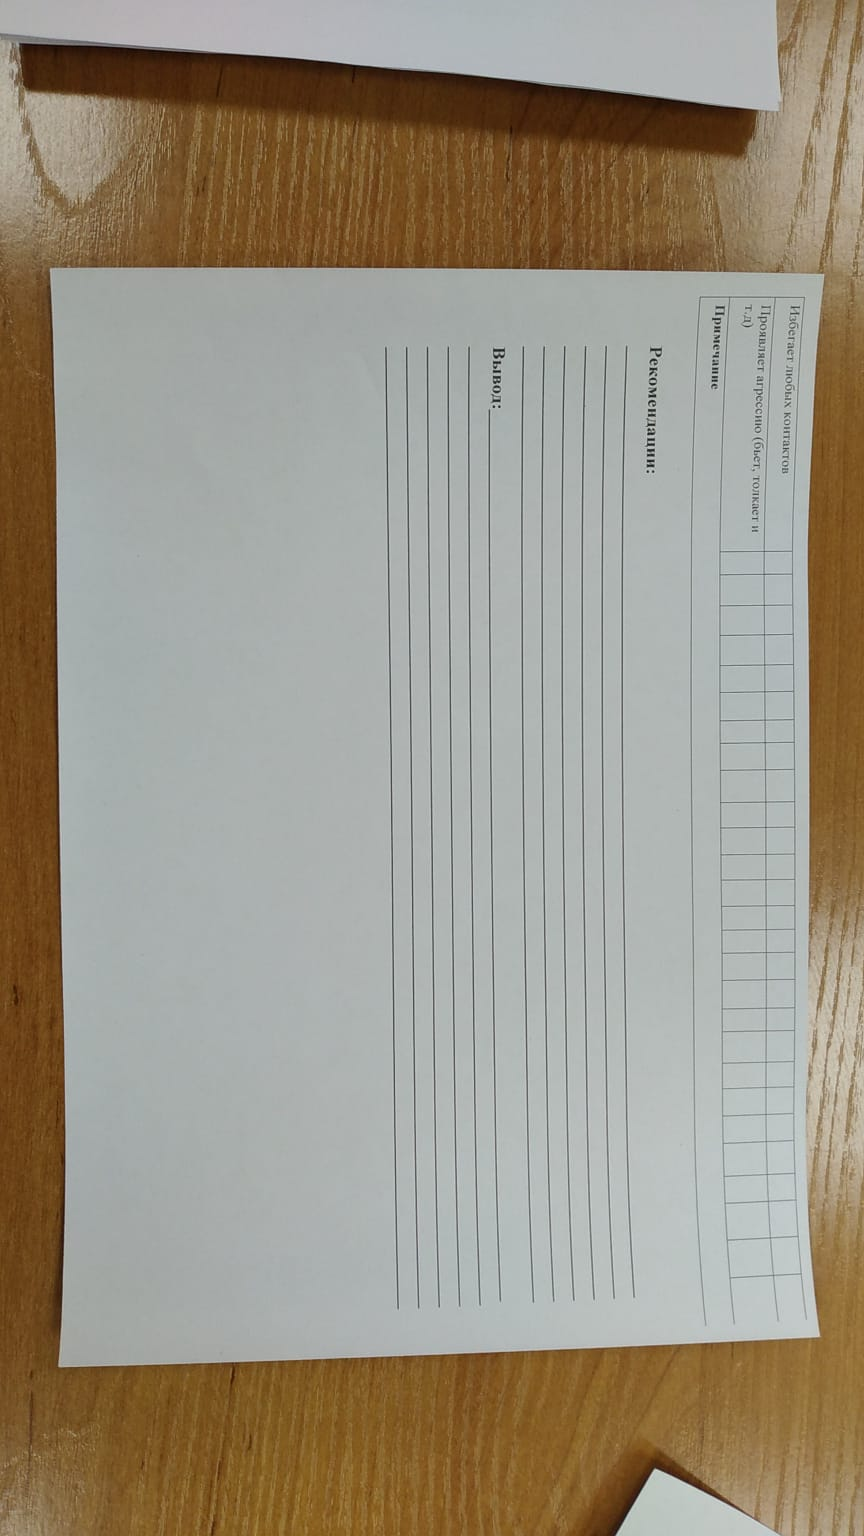 Избегает любых контактов
Проявляет агрессию (бьет, толкает и
т.д)
Примечание
Рекомендации:
Вывод: